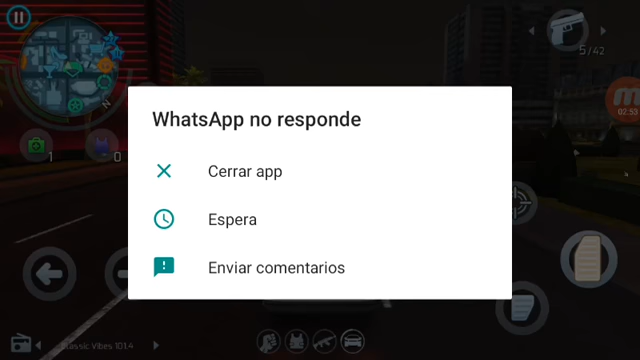 5/42
02:53
N
1
0
WhatsApp no responde
Cerrar app
Espera
Enviar comentarios
Classic Vibes 101.4